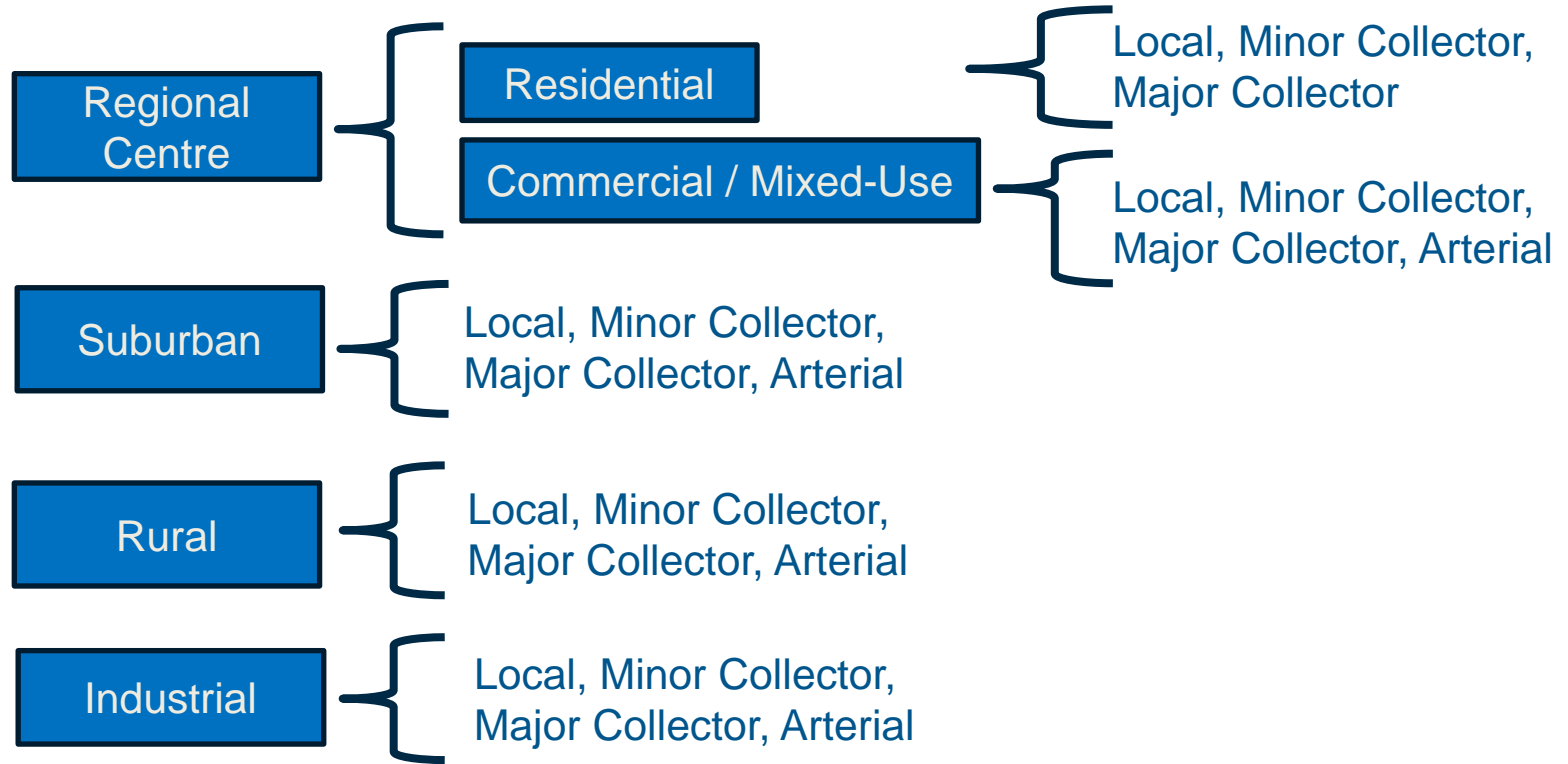 Regional
Centre
Residential
Local, Minor Collector,
Major Collector
Commercial / Mixed-Use
Local, Minor Collector,
Major Collector, Arterial
Suburban
Local, Minor Collector,
Major Collector, Arterial
Rural
Local, Minor Collector,
Major Collector, Arterial
Industrial
Local, Minor Collector,
Major Collector, Arterial